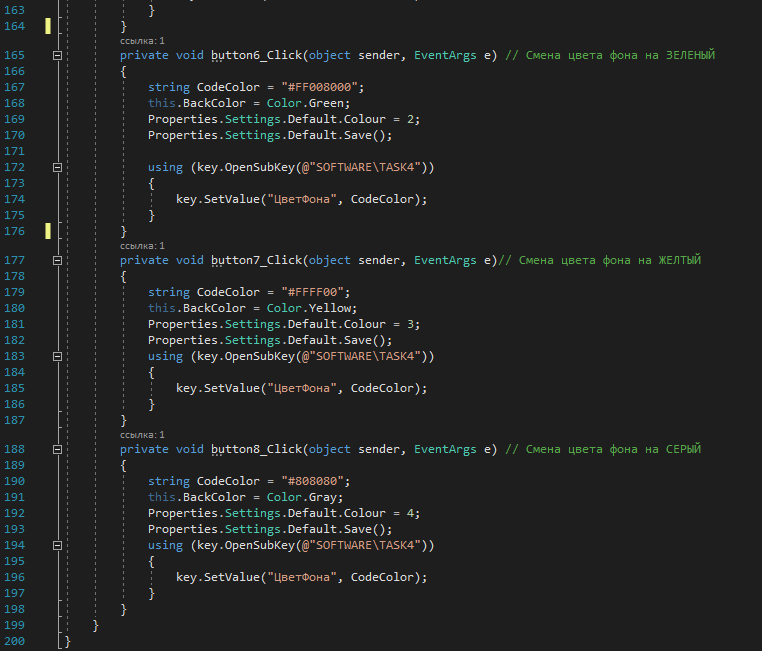 163 }
164 }
ссылка: 1
165 private void button6_Click(object sender, EventArgs e) // Смена цвета фона на ЗЕЛЕНЫЙ
166 {
167 string CodeColor = "#FF008000";
168 this.BackColor = Color.Green;
169 Properties.Settings.Default.Colour = 2;
170 Properties.Settings.Default.Save();
171
172 using (key.OpenSubKey(@"SOFTWARE\TASK4"))
173 {
174 key.SetValue("ЦветФона", CodeColor);
175 }
176 }
ссылка: 1
177 private void button7_Click(object sender, EventArgs e)// Смена цвета фона на ЖЕЛТЫЙ
178 {
179 string CodeColor = "#FFFF00";
180 this.BackColor = Color.Yellow;
181 Properties.Settings.Default.Colour = 3;
182 Properties.Settings.Default.Save();
183 using (key.OpenSubKey(@"SOFTWARE\TASK4"))
184 {
185 key.SetValue("ЦветФона", CodeColor);
186 }
187 }
ссылка: 1
188 private void button8_Click(object sender, EventArgs e) // Смена цвета фона на СЕРЫЙ
189 {
190 string CodeColor = "#808080";
191 this.BackColor = Color.Gray;
192 Properties.Settings.Default.Colour = 4;
193 Properties.Settings.Default.Save();
194 using (key.OpenSubKey(@"SOFTWARE\TASK4"))
195 {
196 key.SetValue("ЦветФона", CodeColor);
197 }
198 }
199 }
200 }